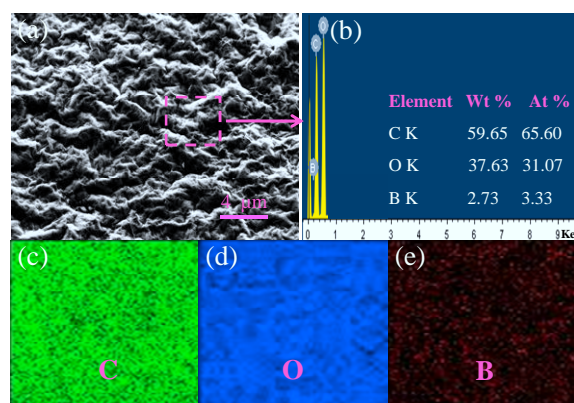 (a)
4 µm
(b)
C
O
B
Element Wt % At %
C K 59.65 65.60
O K 37.63 31.07
B K 2.73 3.33
0 1 2 3 4 5 6 7 8 9 Ke
(c)
C
(d)
O
(e)
B